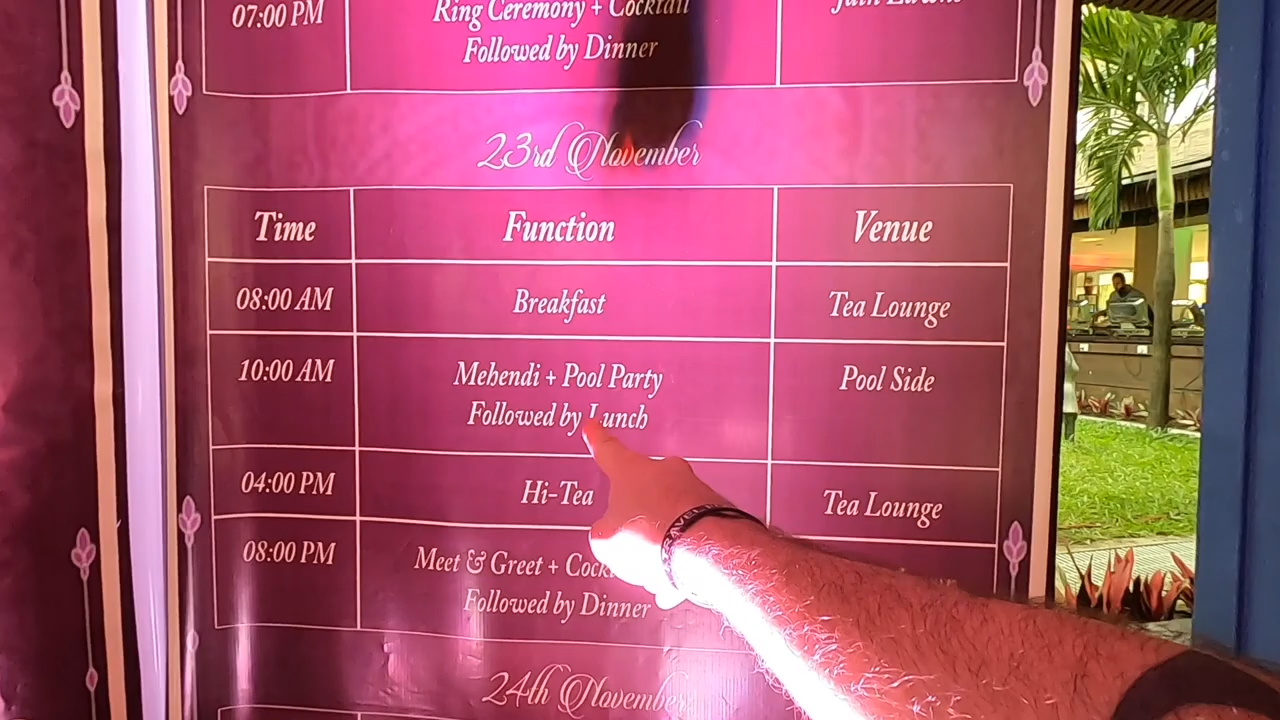 07:00 PM
Ring Ceremony + Cocktail
Followed by Dinner
23rd November
Time Function Venue
08:00 AM Breakfast Tea Lounge
10:00 AM Mehendi + Pool Party Pool Side
Followed by Lunch
04:00 PM Hi-Tea Tea Lounge
08:00 PM Meet & Greet +
Followed by Dinner
24th November